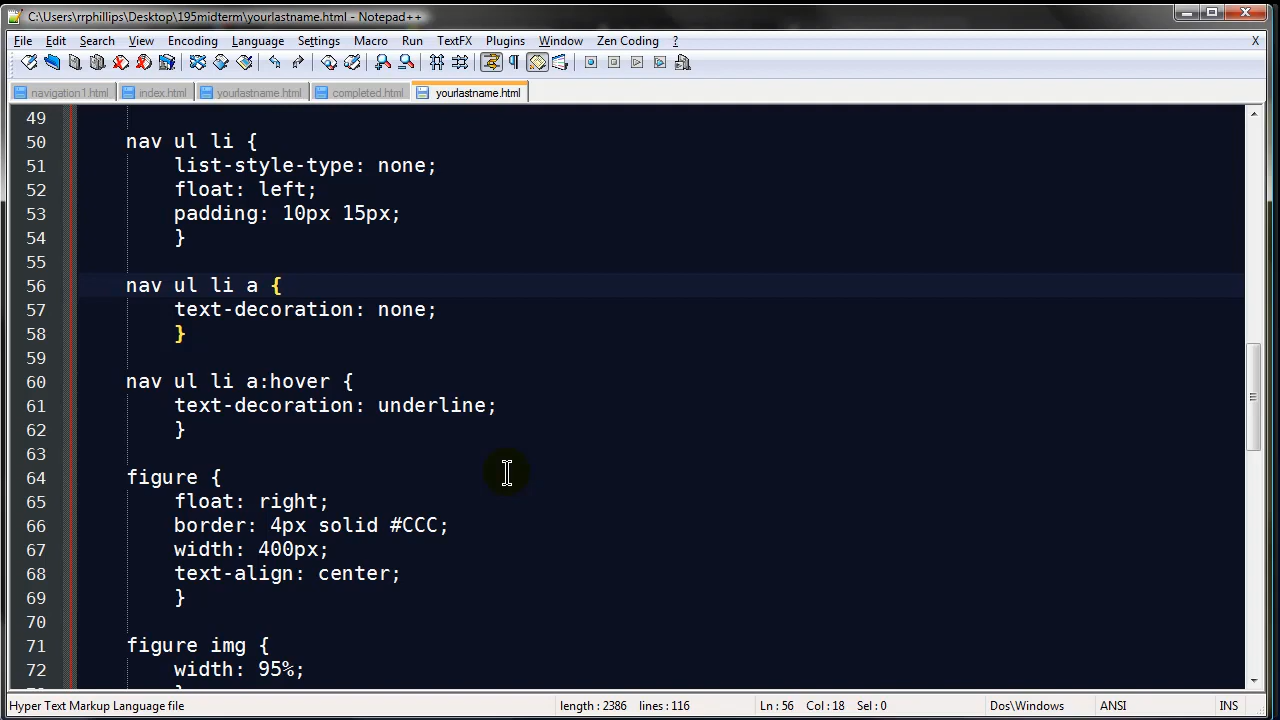 C:\Users\rrphillips\Desktop\195midterm\yourlastname.html - Notepad++
File Edit Search View Encoding Language Settings Macro Run TextFX Plugins Window Zen Coding ? X
navigation1.html index.html yourlastname.html completed.html yourlastname.html
49
50 nav ul li {
51 list-style-type: none;
52 float: left;
53 padding: 10px 15px;
54 }
55
56 nav ul li a {
57 text-decoration: none;
58 }
59
60 nav ul li a:hover {
61 text-decoration: underline;
62 }
63
64 figure {
65 float: right;
66 border: 4px solid #CCC;
67 width: 400px;
68 text-align: center;
69 }
70
71 figure img {
72 width: 95%;
Hyper Text Markup Language file length : 2386 lines : 116 Ln : 56 Col : 18 Sel : 0 Dos\Windows ANSI INS